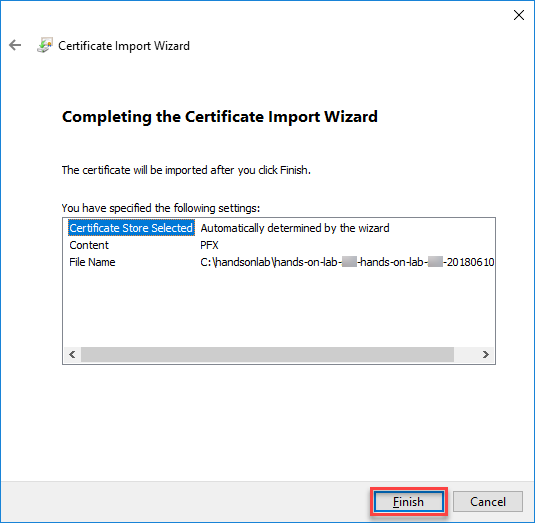 Certificate Import Wizard
Completing the Certificate Import Wizard
The certificate will be imported after you click Finish.
You have specified the following settings:
Certificate Store Selected Automatically determined by the wizard
Content PFX
File Name C:\handsonlab\hands-on-lab- -hands-on-lab- -20180610
Finish Cancel